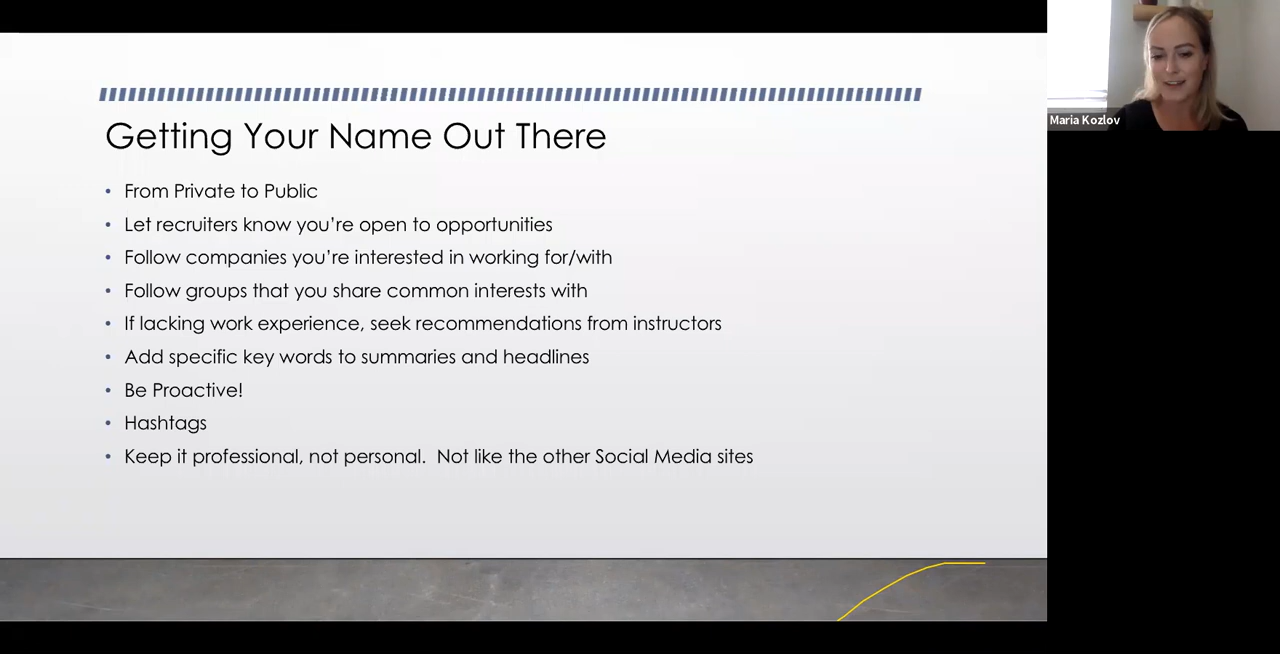 Getting Your Name Out There
• From Private to Public
• Let recruiters know you're open to opportunities
• Follow companies you're interested in working for/with
• Follow groups that you share common interests with
• If lacking work experience, seek recommendations from instructors
• Add specific key words to summaries and headlines
• Be Proactive!
• Hashtags
• Keep it professional, not personal.  Not like the other Social Media sites
Maria Kozlov